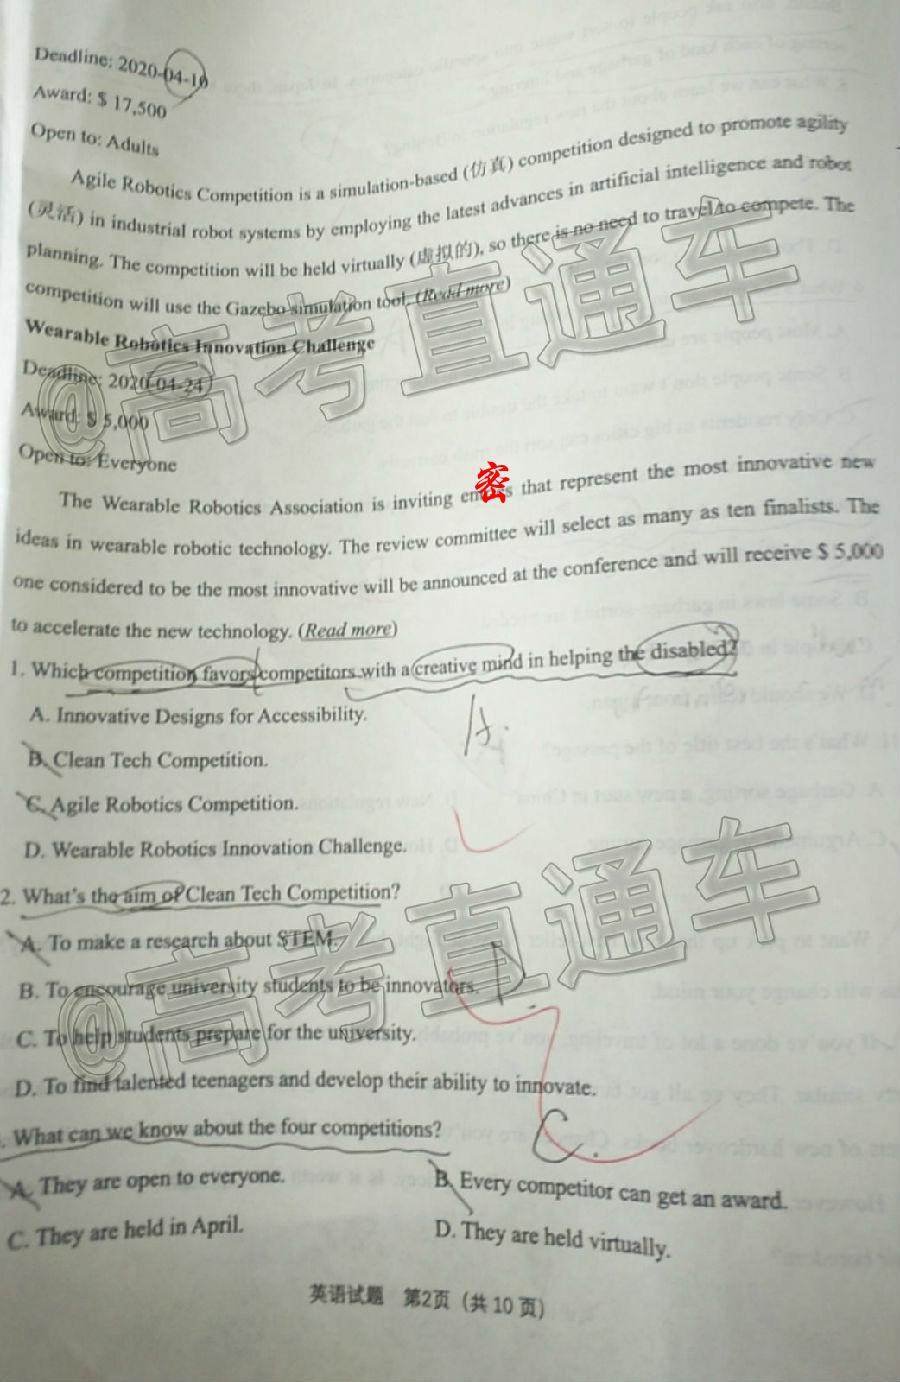 Deadline: 2020-04-16
Award: $ 17,500
Open to: Adults
Agile Robotics Competition is a simulation-based (仿真) competition designed to promote agility
(灵活) in industrial robot systems by employing the latest advances in artificial intelligence and robot
planning. The competition will be held virtually (虚拟的), so there is no need to travel to compete. The
competition will use the Gazebo simulation tool. (Read more)
Wearable Robotics Innovation Challenge
Deadline: 2020-04-24
Award: $ 5,000
Open to: Everyone
The Wearable Robotics Association is inviting 密 that represent the most innovative new
ideas in wearable robotic technology. The review committee will select as many as ten finalists. The
one considered to be the most innovative will be announced at the conference and will receive $ 5,000
to accelerate the new technology. (Read more)
1. Which competition favors competitors with a creative mind in helping the disabled?
A. Innovative Designs for Accessibility.
A.
B. Clean Tech Competition.
C. Agile Robotics Competition.
D. Wearable Robotics Innovation Challenge.
2. What's the aim of Clean Tech Competition?
A. To make a research about STEM.
B. To encourage university students to be innovators.
D.
C. To help students prepare for the university.
D. To find talented teenagers and develop their ability to innovate.
. What can we know about the four competitions?
C.
A. They are open to everyone.
B. Every competitor can get an award.
C. They are held in April.
D. They are held virtually.
英语试题 第2页（共 10 页）
@高考直通车
@高考直通车